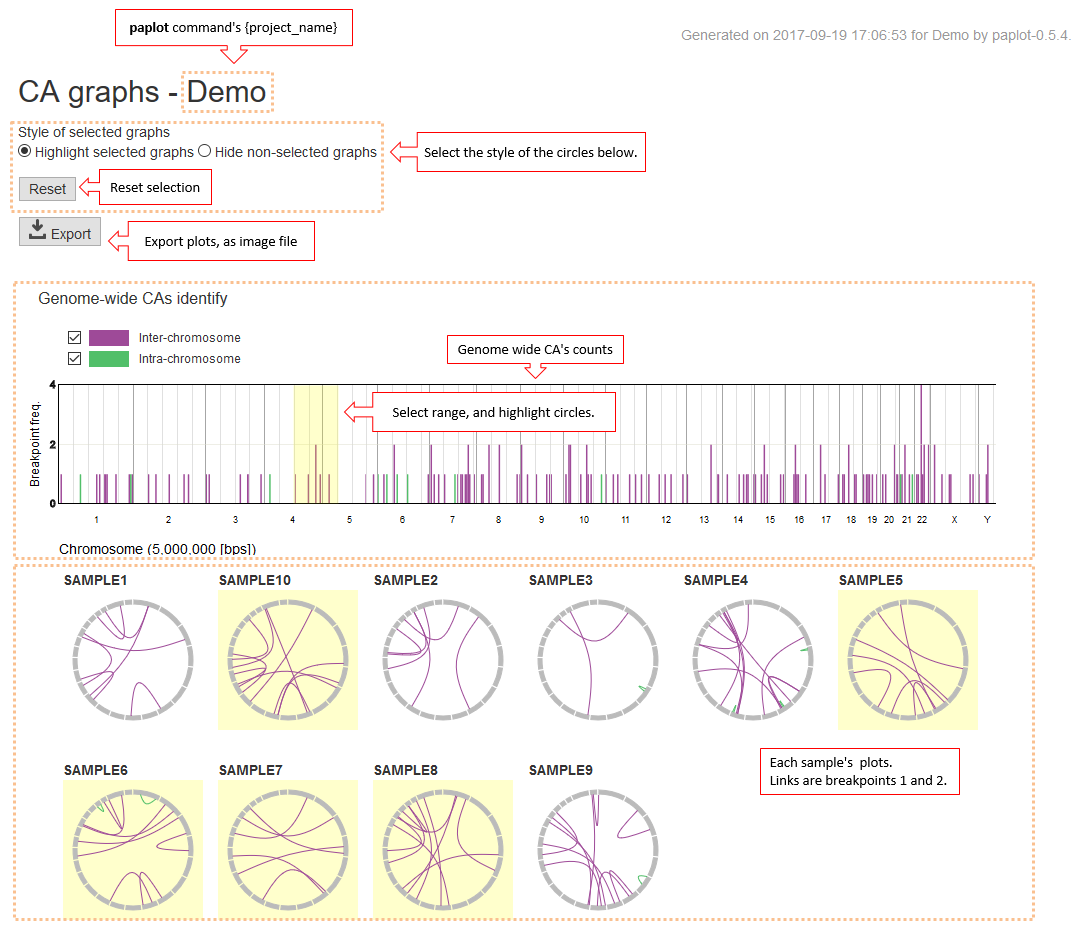 paplot command's {project_name}
Generated on 2017-09-19 17:06:53 for Demo by paplot-0.5.4.
CA graphs - Demo
Style of selected graphs
Highlight selected graphs Hide non-selected graphs
Select the style of the circles below.
Reset
Reset selection
Export
Export plots, as image file
Genome-wide CAs identify
Inter-chromosome
Intra-chromosome
Genome wide CA's counts
Select range, and highlight circles.
Breakpoint freq.
4
2
0
1 2 3 4 5 6 7 8 9 10 11 12 13 14 15 16 17 18 19 20 21 22 X Y
Chromosome (5,000,000 [bps])
SAMPLE1 SAMPLE10 SAMPLE2 SAMPLE3 SAMPLE4 SAMPLE5
Each sample's plots.
Links are breakpoints 1 and 2.
SAMPLE6 SAMPLE7 SAMPLE8 SAMPLE9